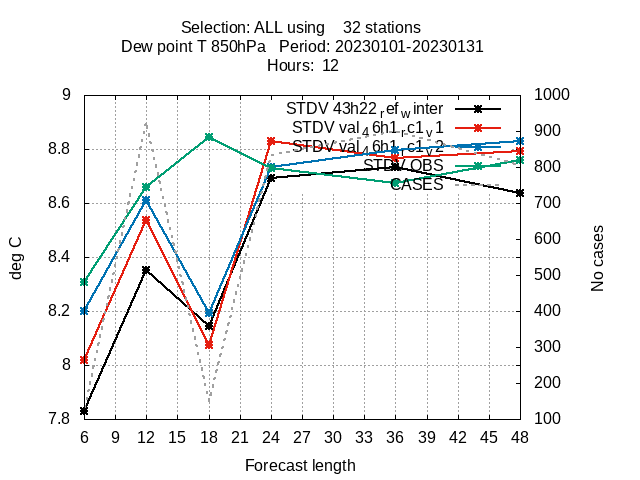 Selection: ALL using    32 stations
Dew point T 850hPa   Period: 20230101-20230131
Hours:  12
9
8.8
8.6
8.4
8.2
8
7.8
deg C
STDV 43h22_ref_winter
STDV val_46h1_rc1_v1
STDV val_46h1_rc1_v2
STDV OBS
CASES
1000
900
800
700
600
500
400
300
200
100
No cases
6 9 12 15 18 21 24 27 30 33 36 39 42 45 48
Forecast length